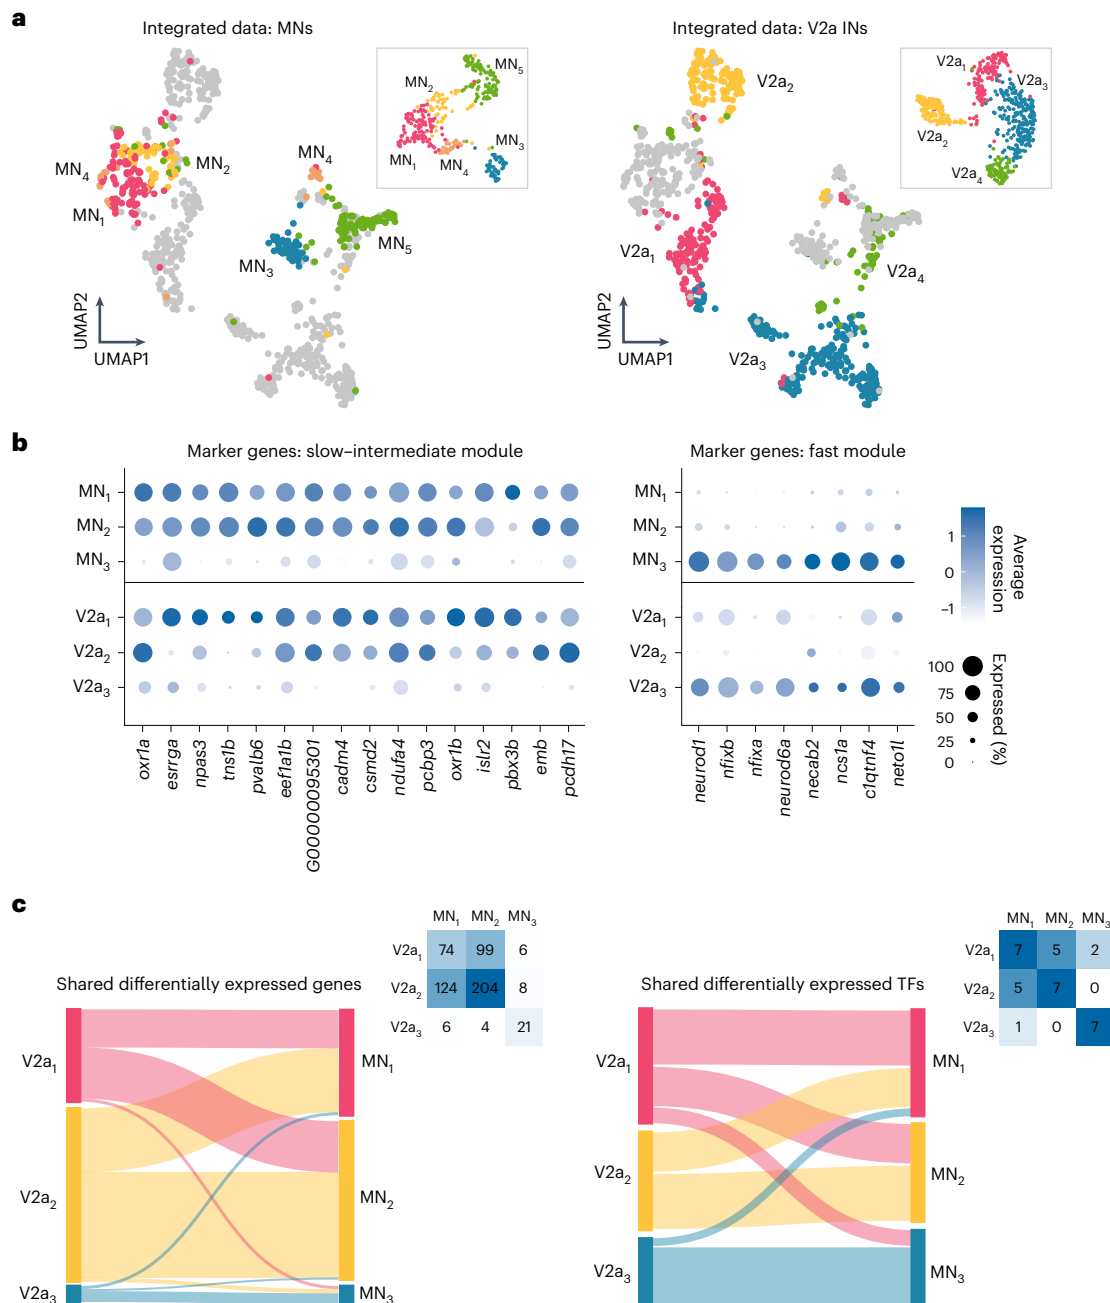 a
Integrated data: MNs
MN5
MN2
MN3
MN1
MN4
MN4
MN2
MN4
MN1
MN5
MN3
UMAP2
UMAP1
Integrated data: V2a INs
V2a1
V2a3
V2a2
V2a4
V2a2
V2a1
V2a4
V2a3
UMAP2
UMAP1
b
Marker genes: slow–intermediate module
MN1
MN2
MN3
V2a1
V2a2
V2a3
oxr1a
esrrga
npas3
tns1b
pvalb6
eef1a1b
G0000009530​1
cadm4
csmd2
ndufa4
pcbp3
oxr1b
islr2
pbx3b
emb
pcdh17
Marker genes: fast module
MN1
MN2
MN3
V2a1
V2a2
V2a3
neurod1
nfixb
nfixa
neurod6a
necab2
ncs1a
c1qtnf4
neto1l
Average expression
1
0
−1
Expressed (%)
100
75
50
25
0
c
Shared differentially expressed genes
MN1 MN2 MN3
V2a1 74 99 6
V2a2 124 204 8
V2a3 6 4 21
V2a1
V2a2
V2a3
MN1
MN2
MN3
Shared differentially expressed TFs
MN1 MN2 MN3
V2a1 7 5 2
V2a2 5 7 0
V2a3 1 0 7
V2a1
V2a2
V2a3
MN1
MN2
MN3